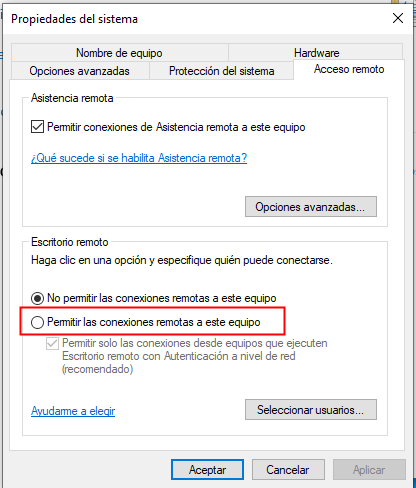 Propiedades del sistema
Nombre de equipo Hardware
Opciones avanzadas Protección del sistema Acceso remoto
Asistencia remota
Permitir conexiones de Asistencia remota a este equipo
¿Qué sucede si se habilita Asistencia remota?
Opciones avanzadas...
Escritorio remoto
Haga clic en una opción y especifique quién puede conectarse.
No permitir las conexiones remotas a este equipo
Permitir las conexiones remotas a este equipo
Permitir solo las conexiones desde equipos que ejecuten
Escritorio remoto con Autenticación a nivel de red
(recomendado)
Ayudarme a elegir Seleccionar usuarios...
Aceptar Cancelar Aplicar